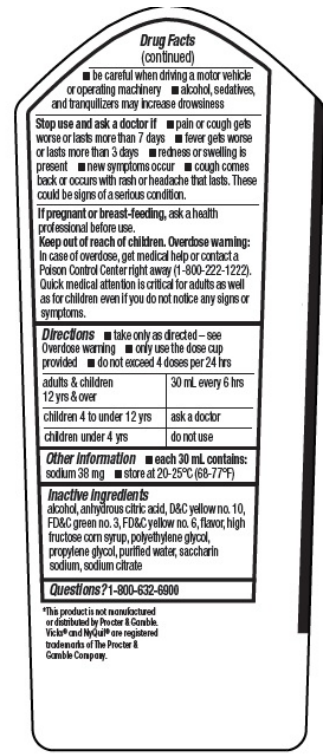 Drug Facts
(continued)
■ be careful when driving a motor vehicle
or operating machinery ■ alcohol, sedatives,
and tranquilizers may increase drowsiness
Stop use and ask a doctor if ■ pain or cough gets
worse or lasts more than 7 days ■ fever gets worse
or lasts more than 3 days ■ redness or swelling is
present ■ new symptoms occur ■ cough comes
back or occurs with rash or headache that lasts. These
could be signs of a serious condition.
If pregnant or breast-feeding, ask a health
professional before use.
Keep out of reach of children. Overdose warning:
In case of overdose, get medical help or contact a
Poison Control Center right away (1-800-222-1222).
Quick medical attention is critical for adults as well
as for children even if you do not notice any signs or
symptoms.
Directions ■ take only as directed – see
Overdose warning ■ only use the dose cup
provided ■ do not exceed 4 doses per 24 hrs
adults & children 30 mL every 6 hrs
12 yrs & over
children 4 to under 12 yrs ask a doctor
children under 4 yrs do not use
Other information ■ each 30 mL contains:
sodium 38 mg ■ store at 20-25°C (68-77°F)
Inactive ingredients
alcohol, anhydrous citric acid, D&C yellow no. 10,
FD&C green no. 3, FD&C yellow no. 6, flavor, high
fructose corn syrup, polyethylene glycol,
propylene glycol, purified water, saccharin
sodium, sodium citrate
Questions? 1-800-632-6900
*This product is not manufactured
or distributed by Procter & Gamble.
Vicks® and NyQuil® are registered
trademarks of The Procter &
Gamble Company.